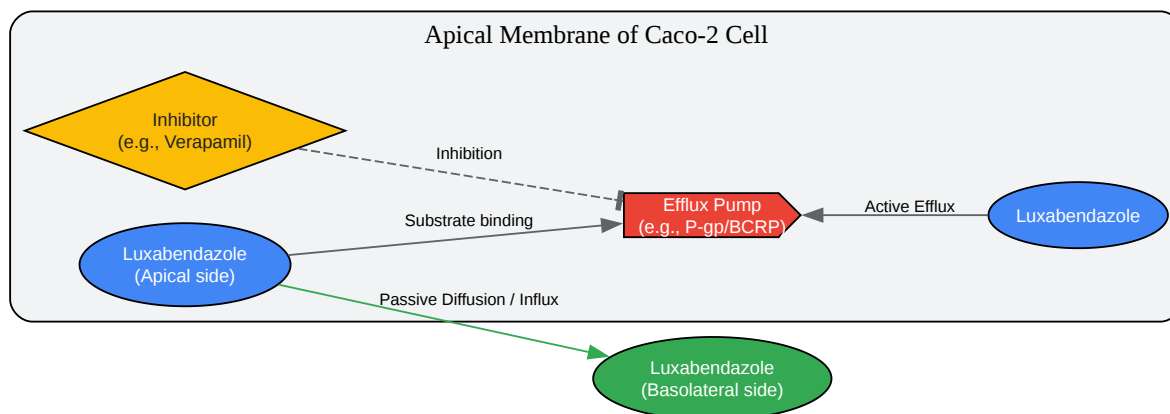 Apical Membrane of Caco-2 Cell
Inhibitor
(e.g., Verapamil)
Inhibition
Efflux Pump
(e.g., P-gp/BCRP)
Active Efflux
Luxabendazole
Substrate binding
Luxabendazole
(Apical side)
Passive Diffusion / Influx
Luxabendazole
(Basolateral side)